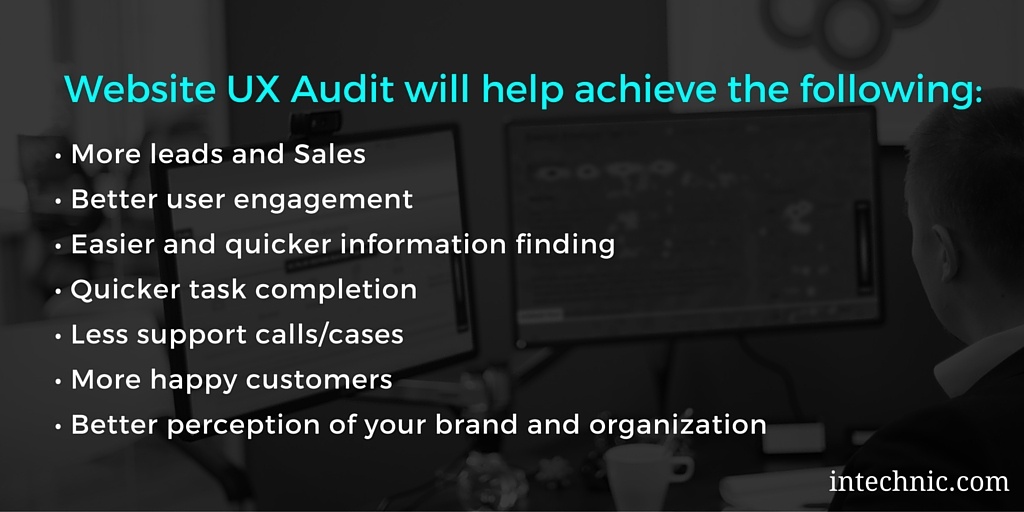 Website UX Audit will help achieve the following:
• More leads and Sales
• Better user engagement
• Easier and quicker information finding
• Quicker task completion
• Less support calls/cases
• More happy customers
• Better perception of your brand and organization
intechnic.com